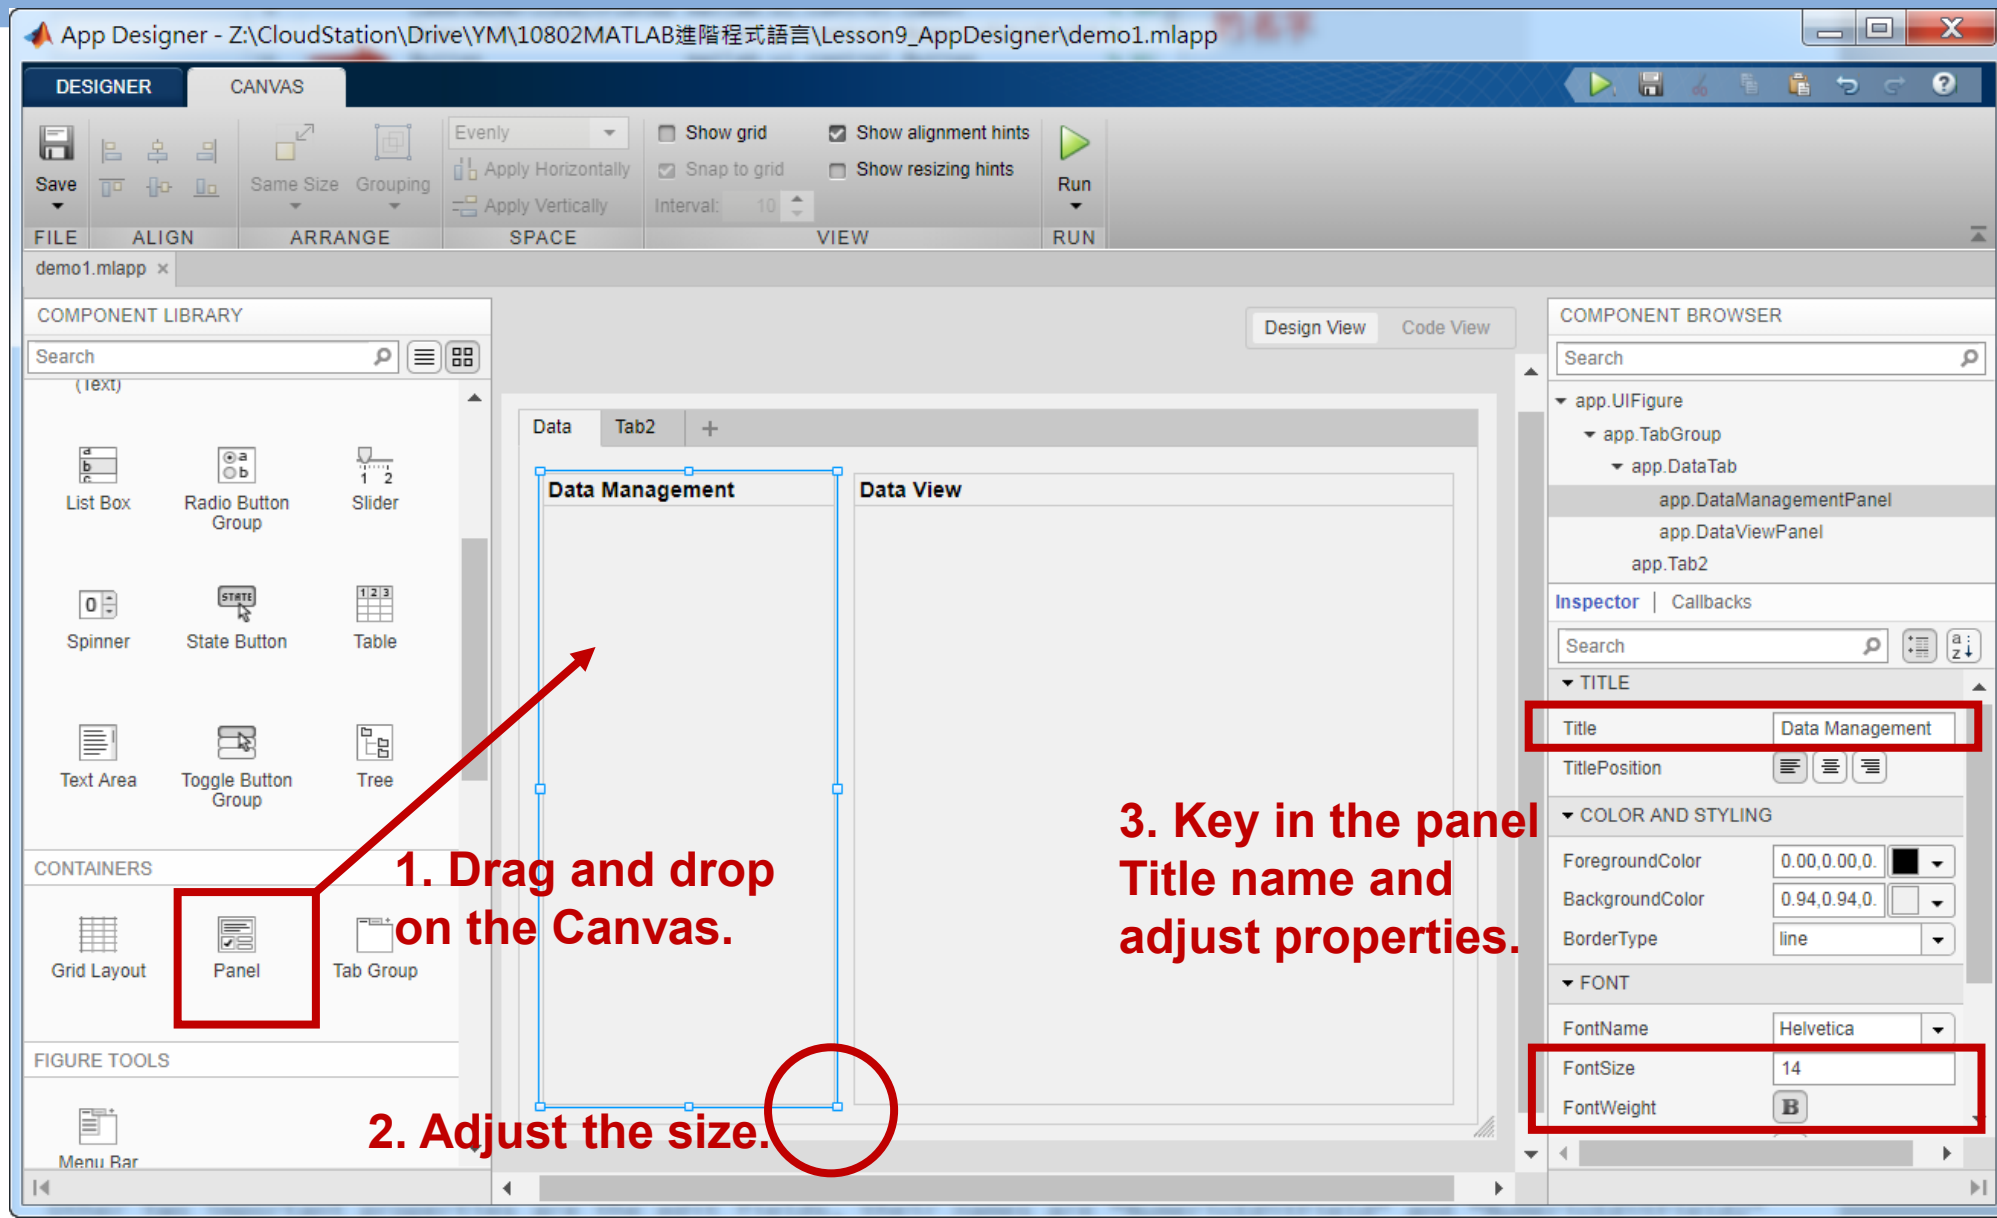 App Designer - Z:\CloudStation\Drive\YM\10802MATLAB進階程式語言\Lesson9_AppDesigner\demo1.mlapp
DESIGNER CANVAS
Evenly
Show grid
Show alignment hints
Apply Horizontally
Snap to grid
Show resizing hints
Save
Same Size
Grouping
Apply Vertically
Interval: 10
Run
FILE ALIGN ARRANGE SPACE VIEW RUN
demo1.mlapp ×
COMPONENT LIBRARY
Search
(Text)
List Box
Radio Button
Group
Slider
Spinner
State Button
Table
Text Area
Toggle Button
Group
Tree
CONTAINERS
Grid Layout
Panel
Tab Group
FIGURE TOOLS
Menu Bar
Design View Code View
Data Tab2 +
Data Management
Data View
1. Drag and drop
on the Canvas.
2. Adjust the size.
3. Key in the panel
Title name and
adjust properties.
COMPONENT BROWSER
Search
app.UIFigure
app.TabGroup
app.DataTab
app.DataManagementPanel
app.DataViewPanel
app.Tab2
Inspector | Callbacks
Search
TITLE
Title Data Management
TitlePosition
COLOR AND STYLING
ForegroundColor 0.00,0.00,0.
BackgroundColor 0.94,0.94,0.
BorderType line
FONT
FontName Helvetica
FontSize 14
FontWeight B